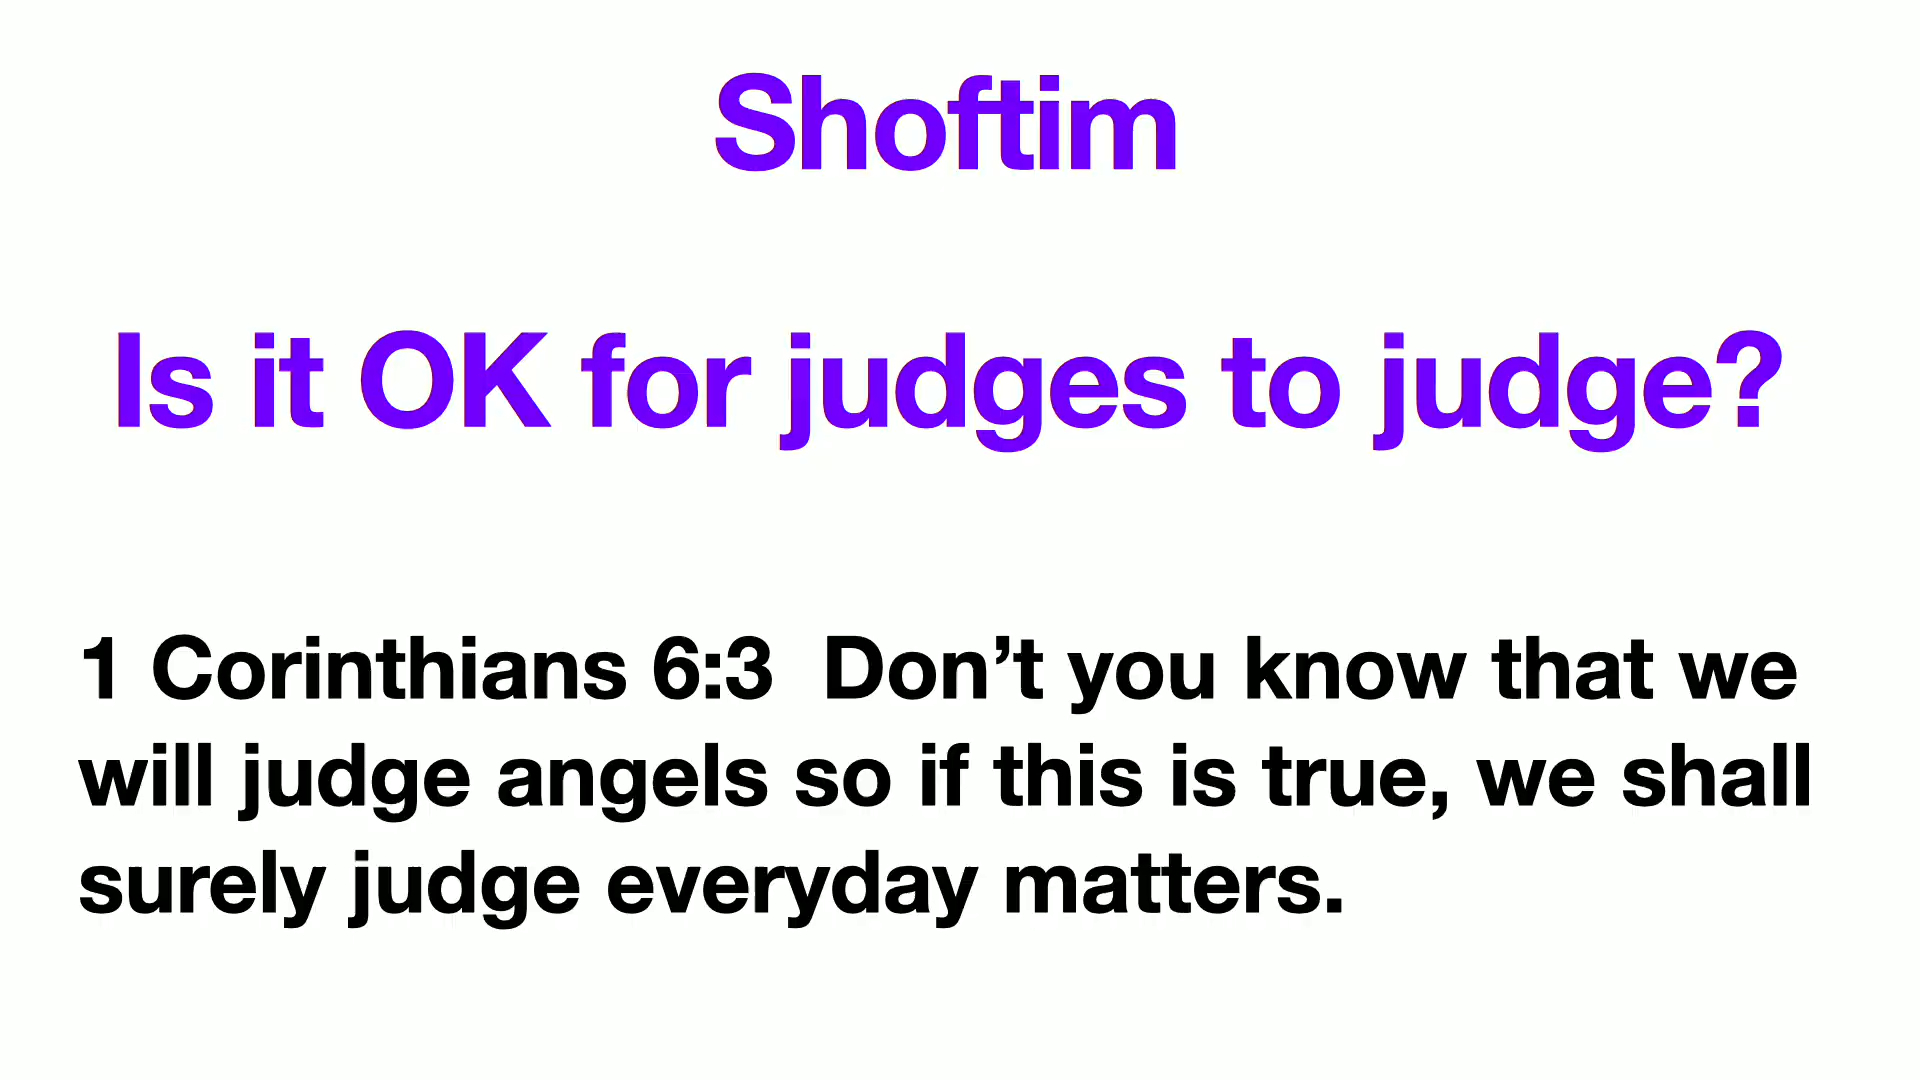 Shoftim
Is it OK for judges to judge?
1 Corinthians 6:3  Don’t you know that we
will judge angels so if this is true, we shall
surely judge everyday matters.